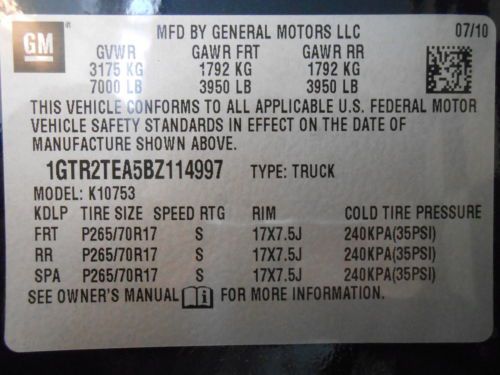 GM
MFD BY GENERAL MOTORS LLC 07/10
GVWR GAWR FRT GAWR RR
3175 KG 1792 KG 1792 KG
7000 LB 3950 LB 3950 LB
THIS VEHICLE CONFORMS TO ALL APPLICABLE U.S. FEDERAL MOTOR
VEHICLE SAFETY STANDARDS IN EFFECT ON THE DATE OF
MANUFACTURE SHOWN ABOVE.
1GTR2TEA5BZ114997 TYPE: TRUCK
MODEL: K10753
KDLP TIRE SIZE SPEED RTG RIM COLD TIRE PRESSURE
FRT P265/70R17 S 17X7.5J 240KPA(35PSI)
RR P265/70R17 S 17X7.5J 240KPA(35PSI)
SPA P265/70R17 S 17X7.5J 240KPA(35PSI)
SEE OWNER'S MANUAL FOR MORE INFORMATION.